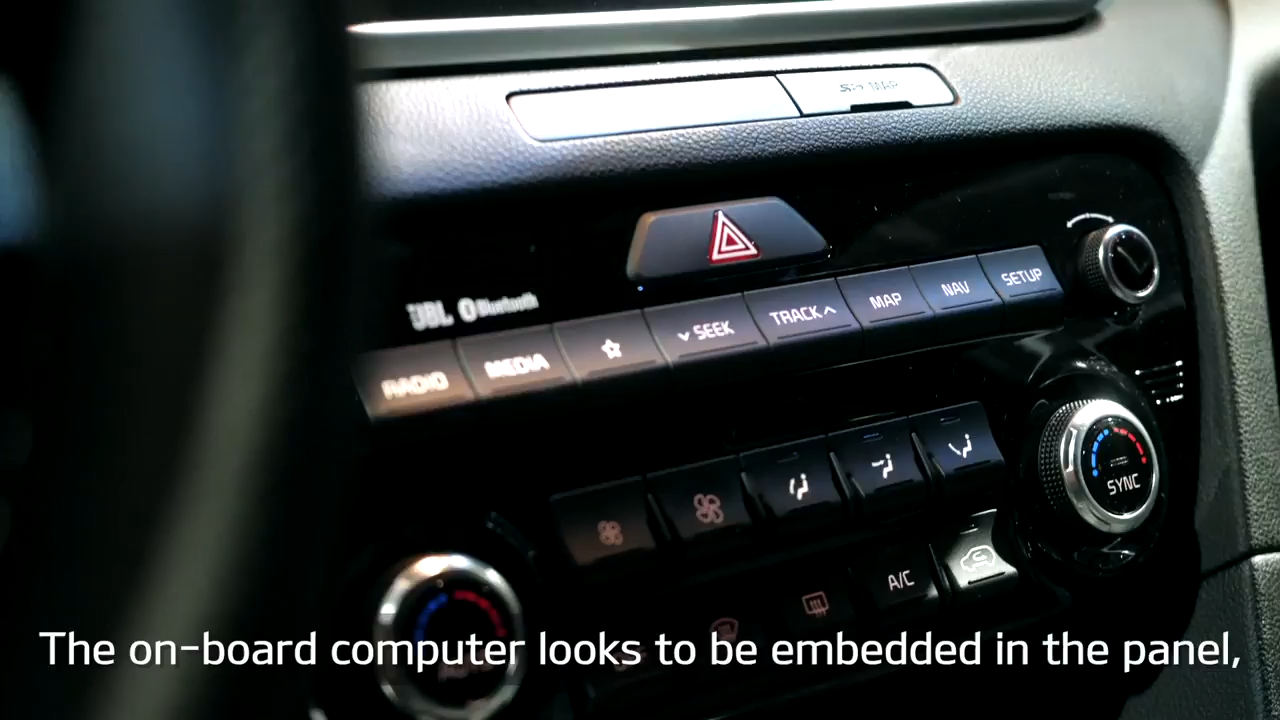 MAP
JBL Bluetooth
RADIO MEDIA SEEK TRACK MAP NAV SETUP
SYNC
A/C
The on-board computer looks to be embedded in the panel,